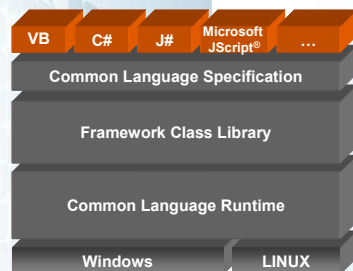 VB C# J# Microsoft JScript® ...
Common Language Specification
Framework Class Library
Common Language Runtime
Windows LINUX